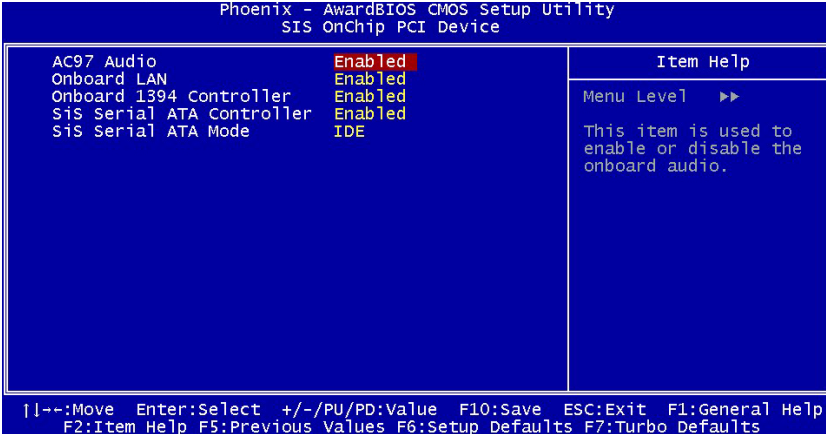 Phoenix - AwardBIOS CMOS Setup Utility
SIS OnChip PCI Device
AC97 Audio Enabled
Onboard LAN Enabled
Onboard 1394 Controller Enabled
SiS Serial ATA Controller Enabled
SiS Serial ATA Mode IDE
Item Help
Menu Level ▶▶
This item is used to
enable or disable the
onboard audio.
↑↓→←:Move Enter:Select +/-/PU/PD:Value F10:Save ESC:Exit F1:General Help
F2:Item Help F5:Previous Values F6:Setup Defaults F7:Turbo Defaults